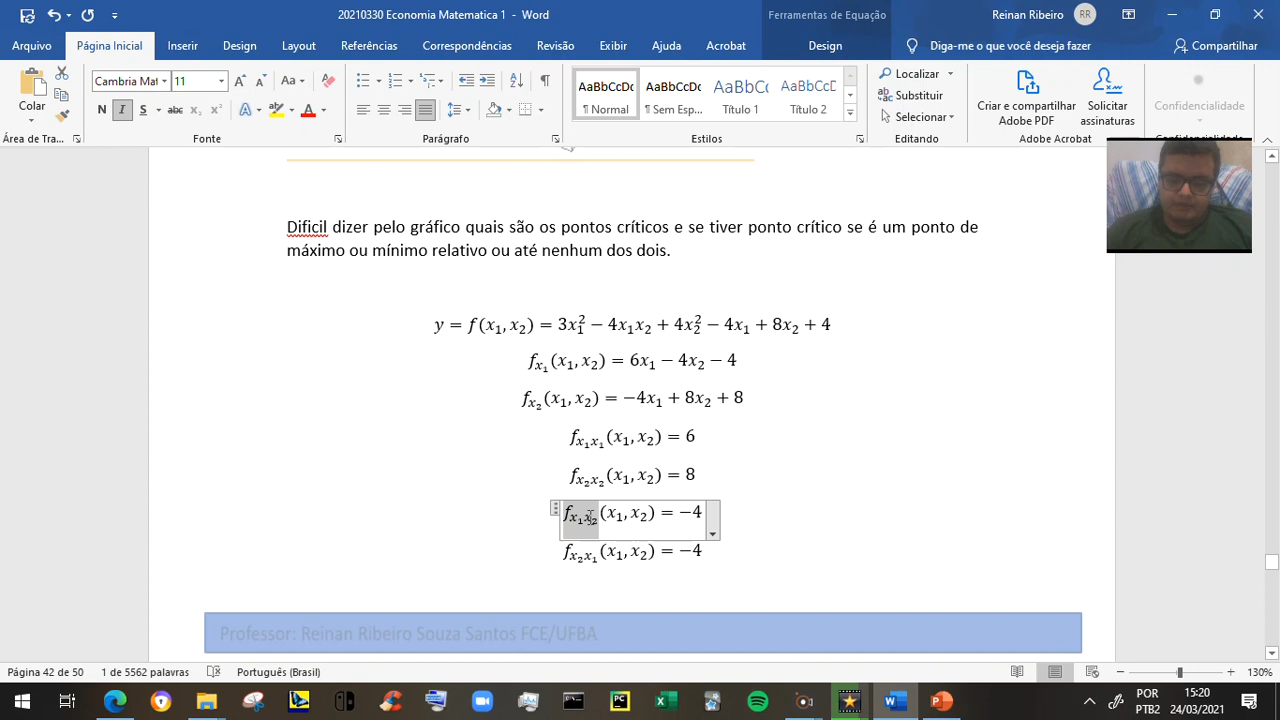 20210330 Economia Matematica 1 - Word
Ferramentas de Equação
Reinan Ribeiro RR
Arquivo Página Inicial Inserir Design Layout Referências Correspondências Revisão Exibir Ajuda Acrobat Design Diga-me o que você deseja fazer Compartilhar
Colar
Cambria Mat 11
N I S abc x₂ x²
AaBbCcDc AaBbCcDc AaBbCc AaBbCcD
¶ Normal ¶ Sem Esp... Título 1 Título 2
Localizar
Substituir
Selecionar
Criar e compartilhar Adobe PDF
Solicitar assinaturas
Confidencialidade
Área de Tra... Fonte Parágrafo Estilos Editando Adobe Acrobat Confidencialidade
Dificil dizer pelo gráfico quais são os pontos críticos e se tiver ponto crítico se é um ponto de
máximo ou mínimo relativo ou até nenhum dos dois.
y = f(x₁, x₂) = 3x₁² − 4x₁x₂ + 4x₂² − 4x₁ + 8x₂ + 4
fx₁(x₁, x₂) = 6x₁ − 4x₂ − 4
fx₂(x₁, x₂) = −4x₁ + 8x₂ + 8
fx₁x₁(x₁, x₂) = 6
fx₂x₂(x₁, x₂) = 8
fx₁x₂(x₁, x₂) = −4
fx₂x₁(x₁, x₂) = −4
Professor: Reinan Ribeiro Souza Santos FCE/UFBA
Página 42 de 50 1 de 5562 palavras Português (Brasil) 130%
POR
PTB2
15:20
24/03/2021